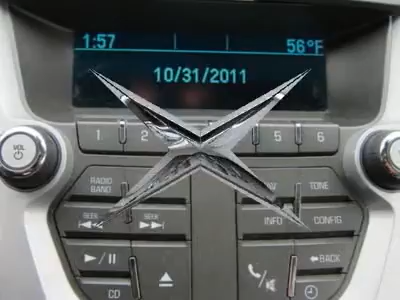 1:57 56°F
10/31/2011
1 2 5 6
VOL
RADIO BAND TONE
SEEK SEEK INFO CONFIG
BACK
CD